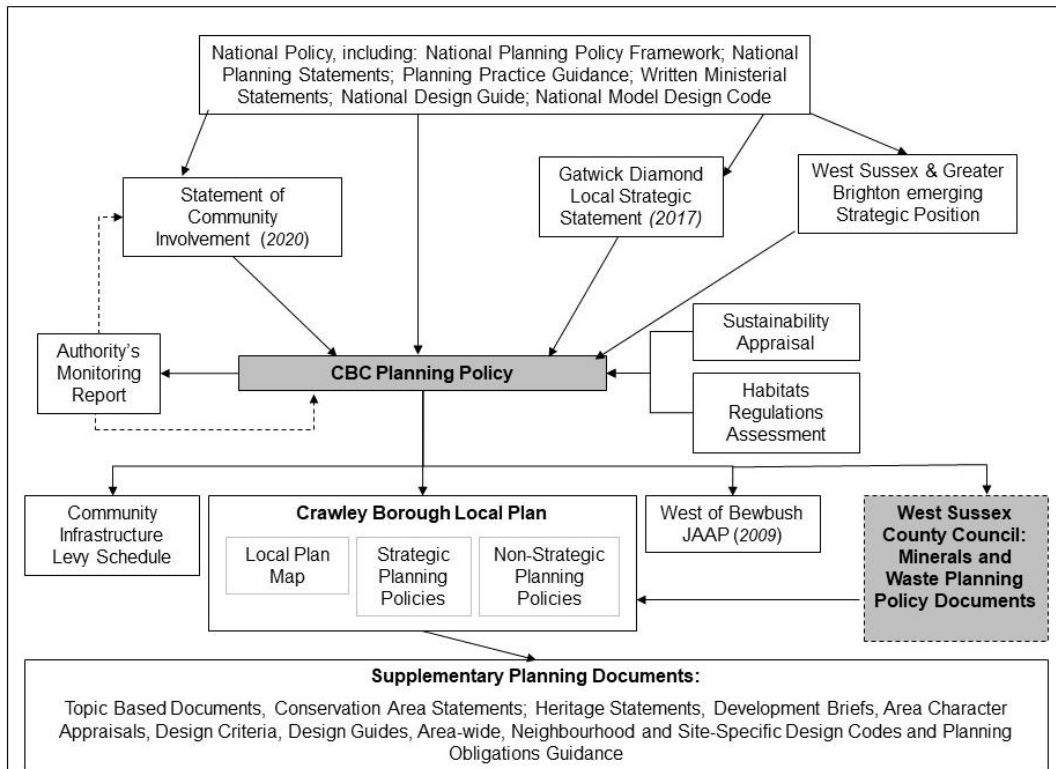 National Policy, including: National Planning Policy Framework; National
Planning Statements; Planning Practice Guidance; Written Ministerial
Statements; National Design Guide; National Model Design Code
Statement of
Community
Involvement (2020)
Gatwick Diamond
Local Strategic
Statement (2017)
West Sussex & Greater
Brighton emerging
Strategic Position
Authority's
Monitoring
Report
CBC Planning Policy
Sustainability
Appraisal
Habitats
Regulations
Assessment
Community
Infrastructure
Levy Schedule
Crawley Borough Local Plan
Local Plan
Map
Strategic
Planning
Policies
Non-Strategic
Planning
Policies
West of Bewbush
JAAP (2009)
West Sussex
County Council:
Minerals and
Waste Planning
Policy Documents
Supplementary Planning Documents:
Topic Based Documents, Conservation Area Statements; Heritage Statements, Development Briefs, Area Character
Appraisals, Design Criteria, Design Guides, Area-wide, Neighbourhood and Site-Specific Design Codes and Planning
Obligations Guidance